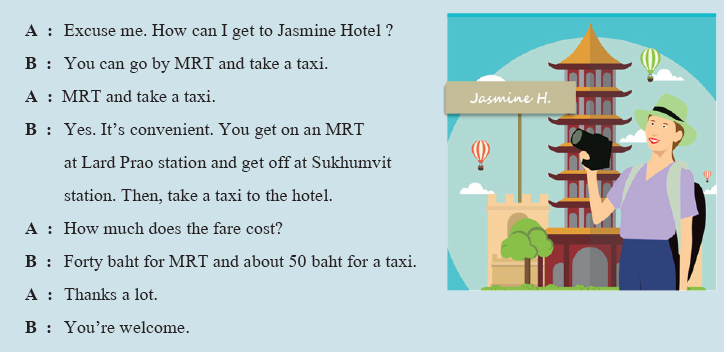 A : Excuse me. How can I get to Jasmine Hotel ?
B : You can go by MRT and take a taxi.
A : MRT and take a taxi.
B : Yes. It’s convenient. You get on an MRT
at Lard Prao station and get off at Sukhumvit
station. Then, take a taxi to the hotel.
A : How much does the fare cost?
B : Forty baht for MRT and about 50 baht for a taxi.
A : Thanks a lot.
B : You’re welcome.
Jasmine H.